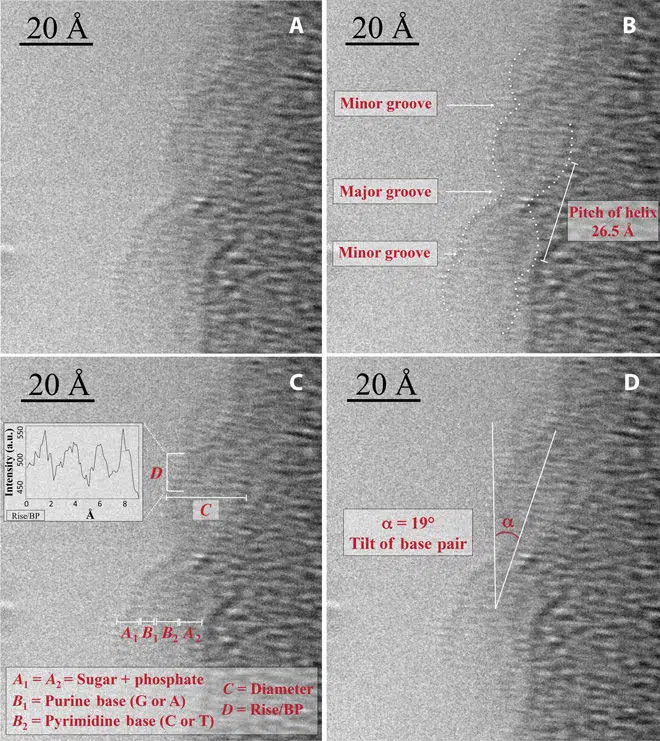 20 Å
A
20 Å
B
Minor groove
Major groove
Minor groove
Pitch of helix
26.5 Å
20 Å
C
Intensity (a.u.)
550
500
450
0
2
4
6
8
Å
Rise/BP
D
C
A1
B1
B2
A2
A1 = A2 = Sugar + phosphate
B1 = Purine base (G or A)
B2 = Pyrimidine base (C or T)
C = Diameter
D = Rise/BP
20 Å
D
α = 19°
Tilt of base pair
α